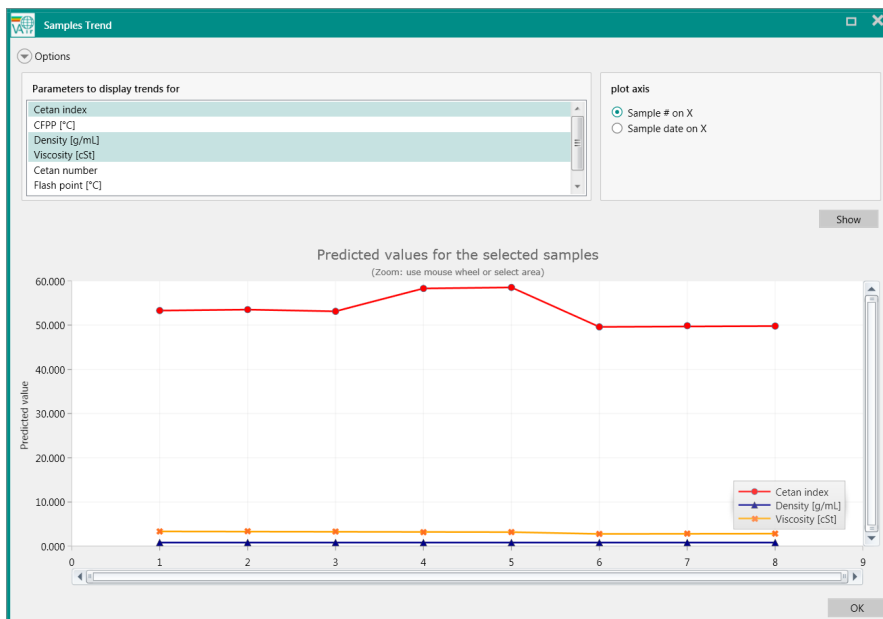 Samples Trend
Options
Parameters to display trends for
Cetan index
CFPP [°C]
Density [g/mL]
Viscosity [cSt]
Cetan number
Flash point [°C]
plot axis
Sample # on X
Sample date on X
Show
Predicted values for the selected samples
(Zoom: use mouse wheel or select area)
Predicted value
60.000
50.000
40.000
30.000
20.000
10.000
0.000
0 1 2 3 4 5 6 7 8 9
Cetan index
Density [g/mL]
Viscosity [cSt]
OK